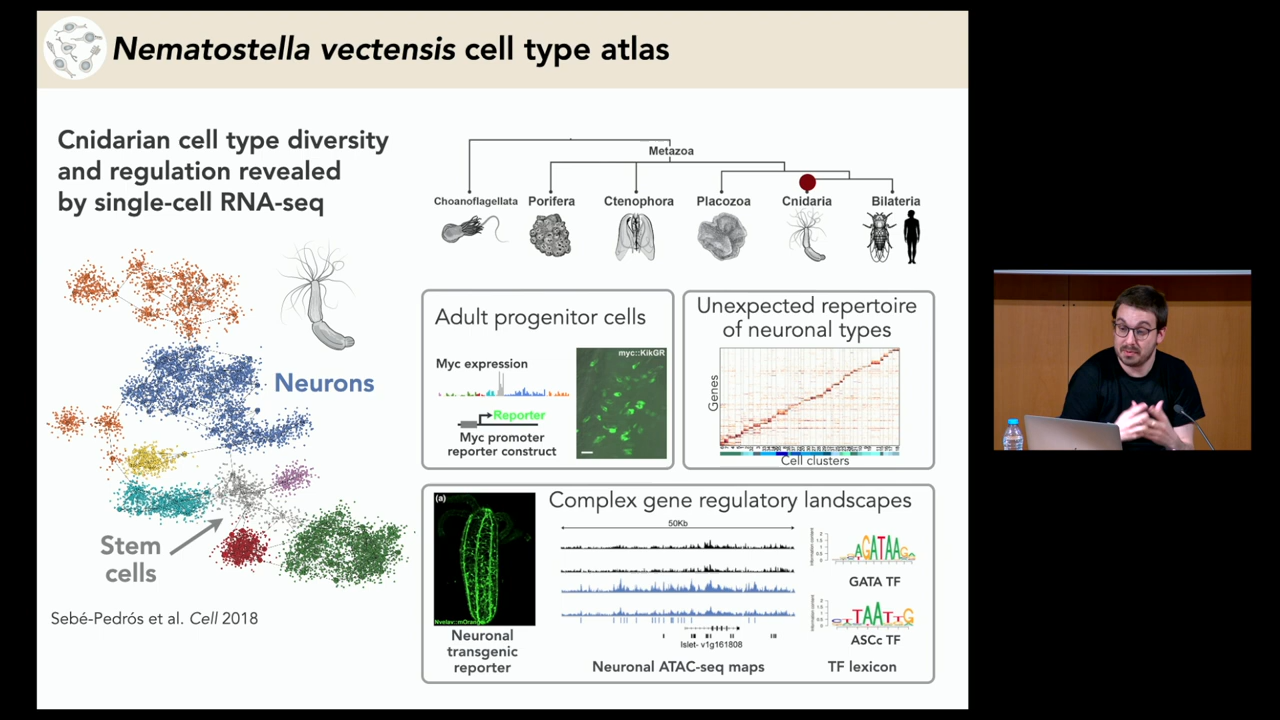 Nematostella vectensis cell type atlas
Cnidarian cell type diversity
and regulation revealed
by single-cell RNA-seq
Neurons
Stem
cells
Sebé-Pedrós et al. Cell 2018
Metazoa
Choanoflagellata Porifera Ctenophora Placozoa Cnidaria Bilateria
Adult progenitor cells
Myc expression
Reporter
Myc promoter
reporter construct
myc::KikGR
Unexpected repertoire
of neuronal types
Genes
Cell clusters
Complex gene regulatory landscapes
(a)
Neuronal
transgenic
reporter
50Kb
Islet- v1g161808
Neuronal ATAC-seq maps
GATA TF
ASCc TF
TF lexicon